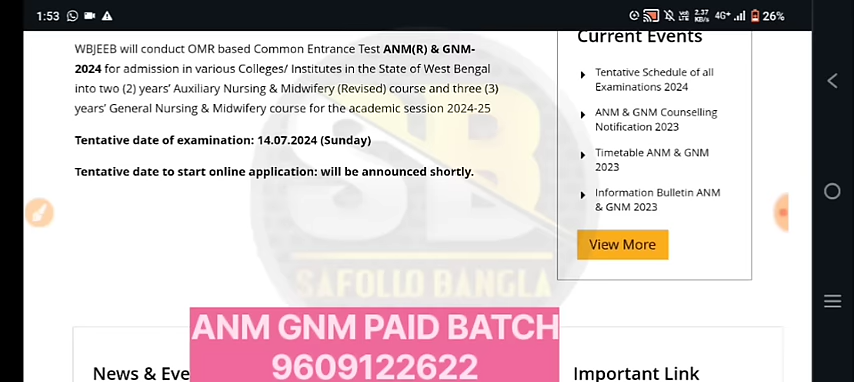 1:53
2.37 KB/s 4G+ 26%
WBJEEB will conduct OMR based Common Entrance Test ANM(R) & GNM-
2024 for admission in various Colleges/ Institutes in the State of West Bengal
into two (2) years' Auxiliary Nursing & Midwifery (Revised) course and three (3)
years' General Nursing & Midwifery course for the academic session 2024-25
Tentative date of examination: 14.07.2024 (Sunday)
Tentative date to start online application: will be announced shortly.
Current Events
Tentative Schedule of all
Examinations 2024
ANM & GNM Counselling
Notification 2023
Timetable ANM & GNM
2023
Information Bulletin ANM
& GNM 2023
View More
SB
SAFOLLO BANGLA
ANM GNM PAID BATCH
9609122622
News & Eve
Important Link